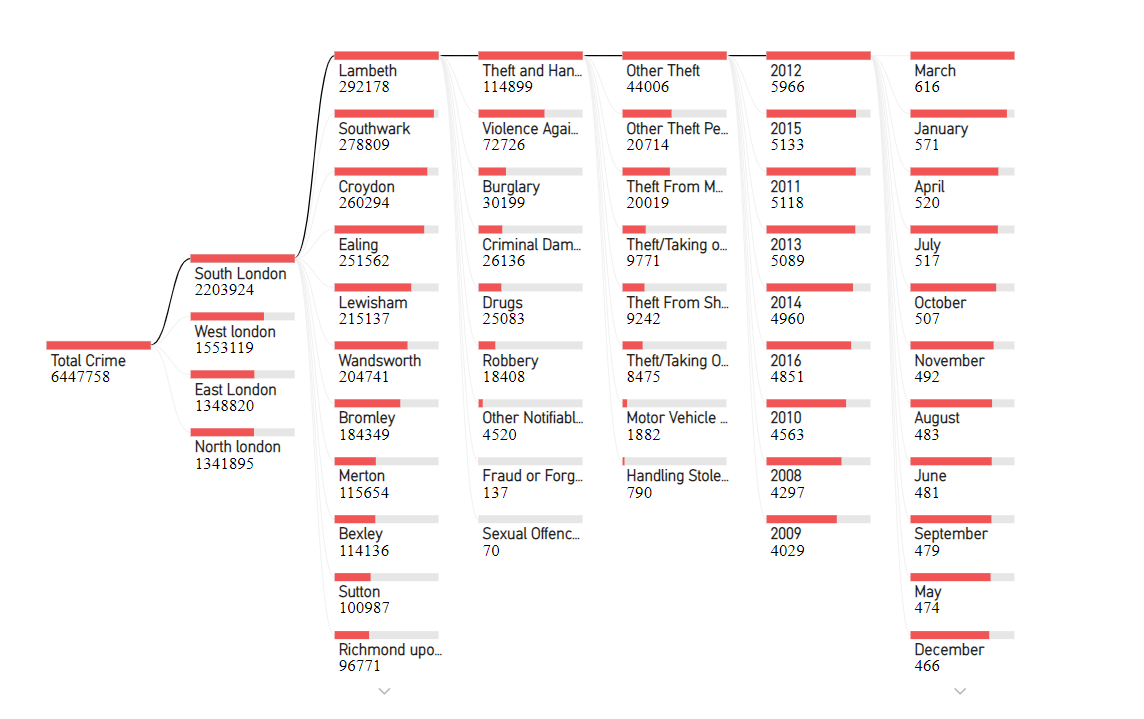 Total Crime
6447758
South London
2203924
West london
1553119
East London
1348820
North london
1341895
Lambeth
292178
Southwark
278809
Croydon
260294
Ealing
251562
Lewisham
215137
Wandsworth
204741
Bromley
184349
Merton
115654
Bexley
114136
Sutton
100987
Richmond upo...
96771
Theft and Han...
114899
Violence Agai...
72726
Burglary
30199
Criminal Dam...
26136
Drugs
25083
Robbery
18408
Other Notifiabl...
4520
Fraud or Forg...
137
Sexual Offenc...
70
Other Theft
44006
Other Theft Pe...
20714
Theft From M...
20019
Theft/Taking o...
9771
Theft From Sh...
9242
Theft/Taking O...
8475
Motor Vehicle ...
1882
Handling Stole...
790
2012
5966
2015
5133
2011
5118
2013
5089
2014
4960
2016
4851
2010
4563
2008
4297
2009
4029
March
616
January
571
April
520
July
517
October
507
November
492
August
483
June
481
September
479
May
474
December
466